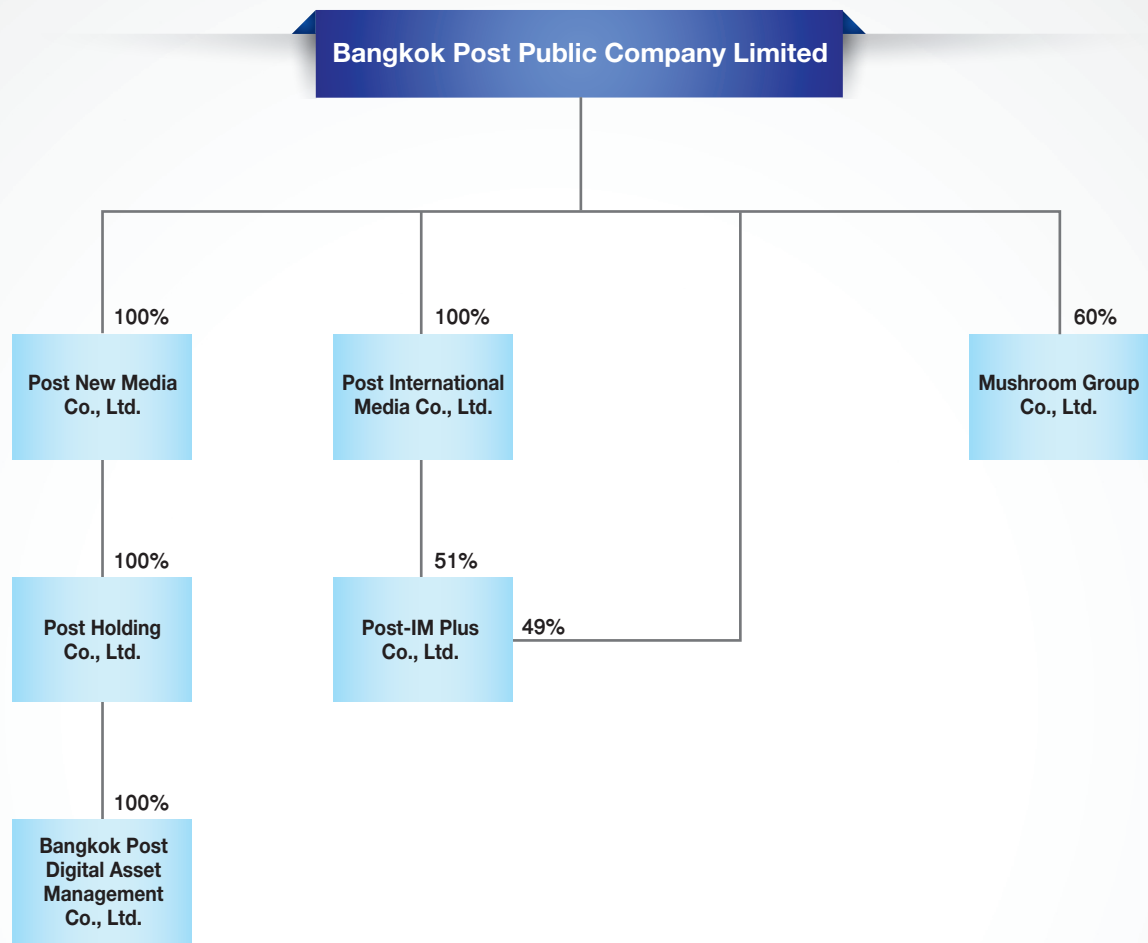 Bangkok Post Public Company Limited
100%
100%
60%
Post New Media
Co., Ltd.
Post International
Media Co., Ltd.
Mushroom Group
Co., Ltd.
100%
51%
Post Holding
Co., Ltd.
Post-IM Plus
Co., Ltd.
49%
100%
Bangkok Post
Digital Asset
Management
Co., Ltd.